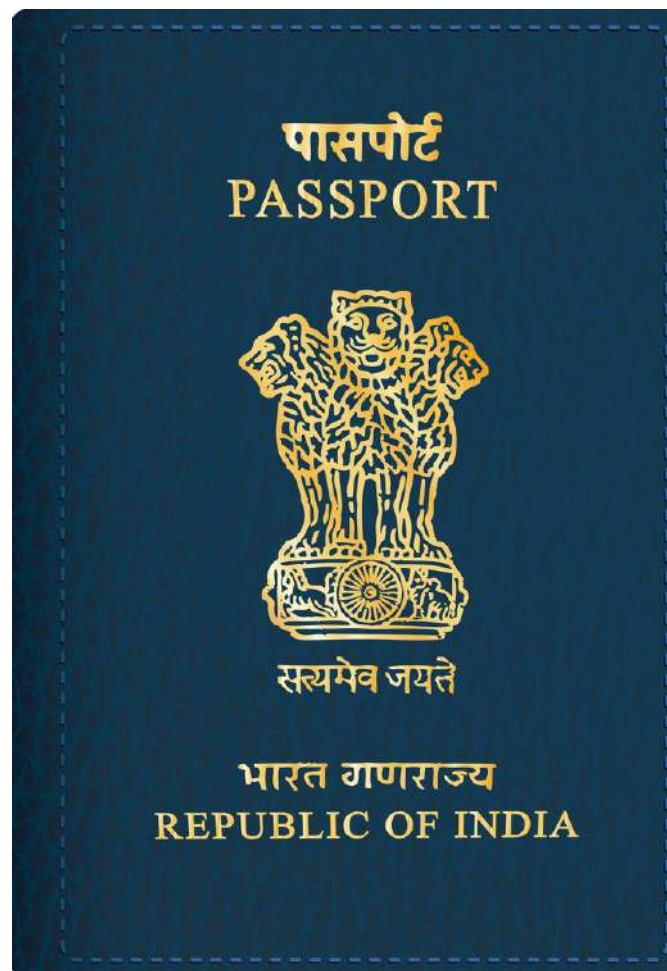 पासपोर्ट
PASSPORT
सत्यमेव जयते
भारत गणराज्य
REPUBLIC OF INDIA